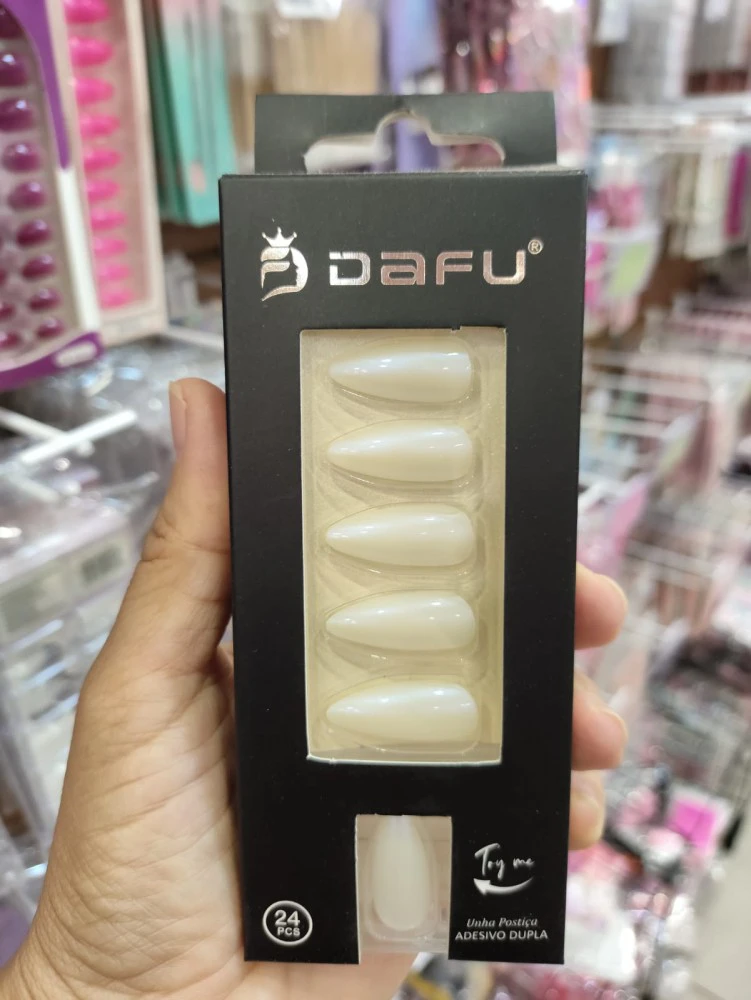 DAFU®
Try me
24
PCS
Unha Postiça
ADESIVO DUPLA